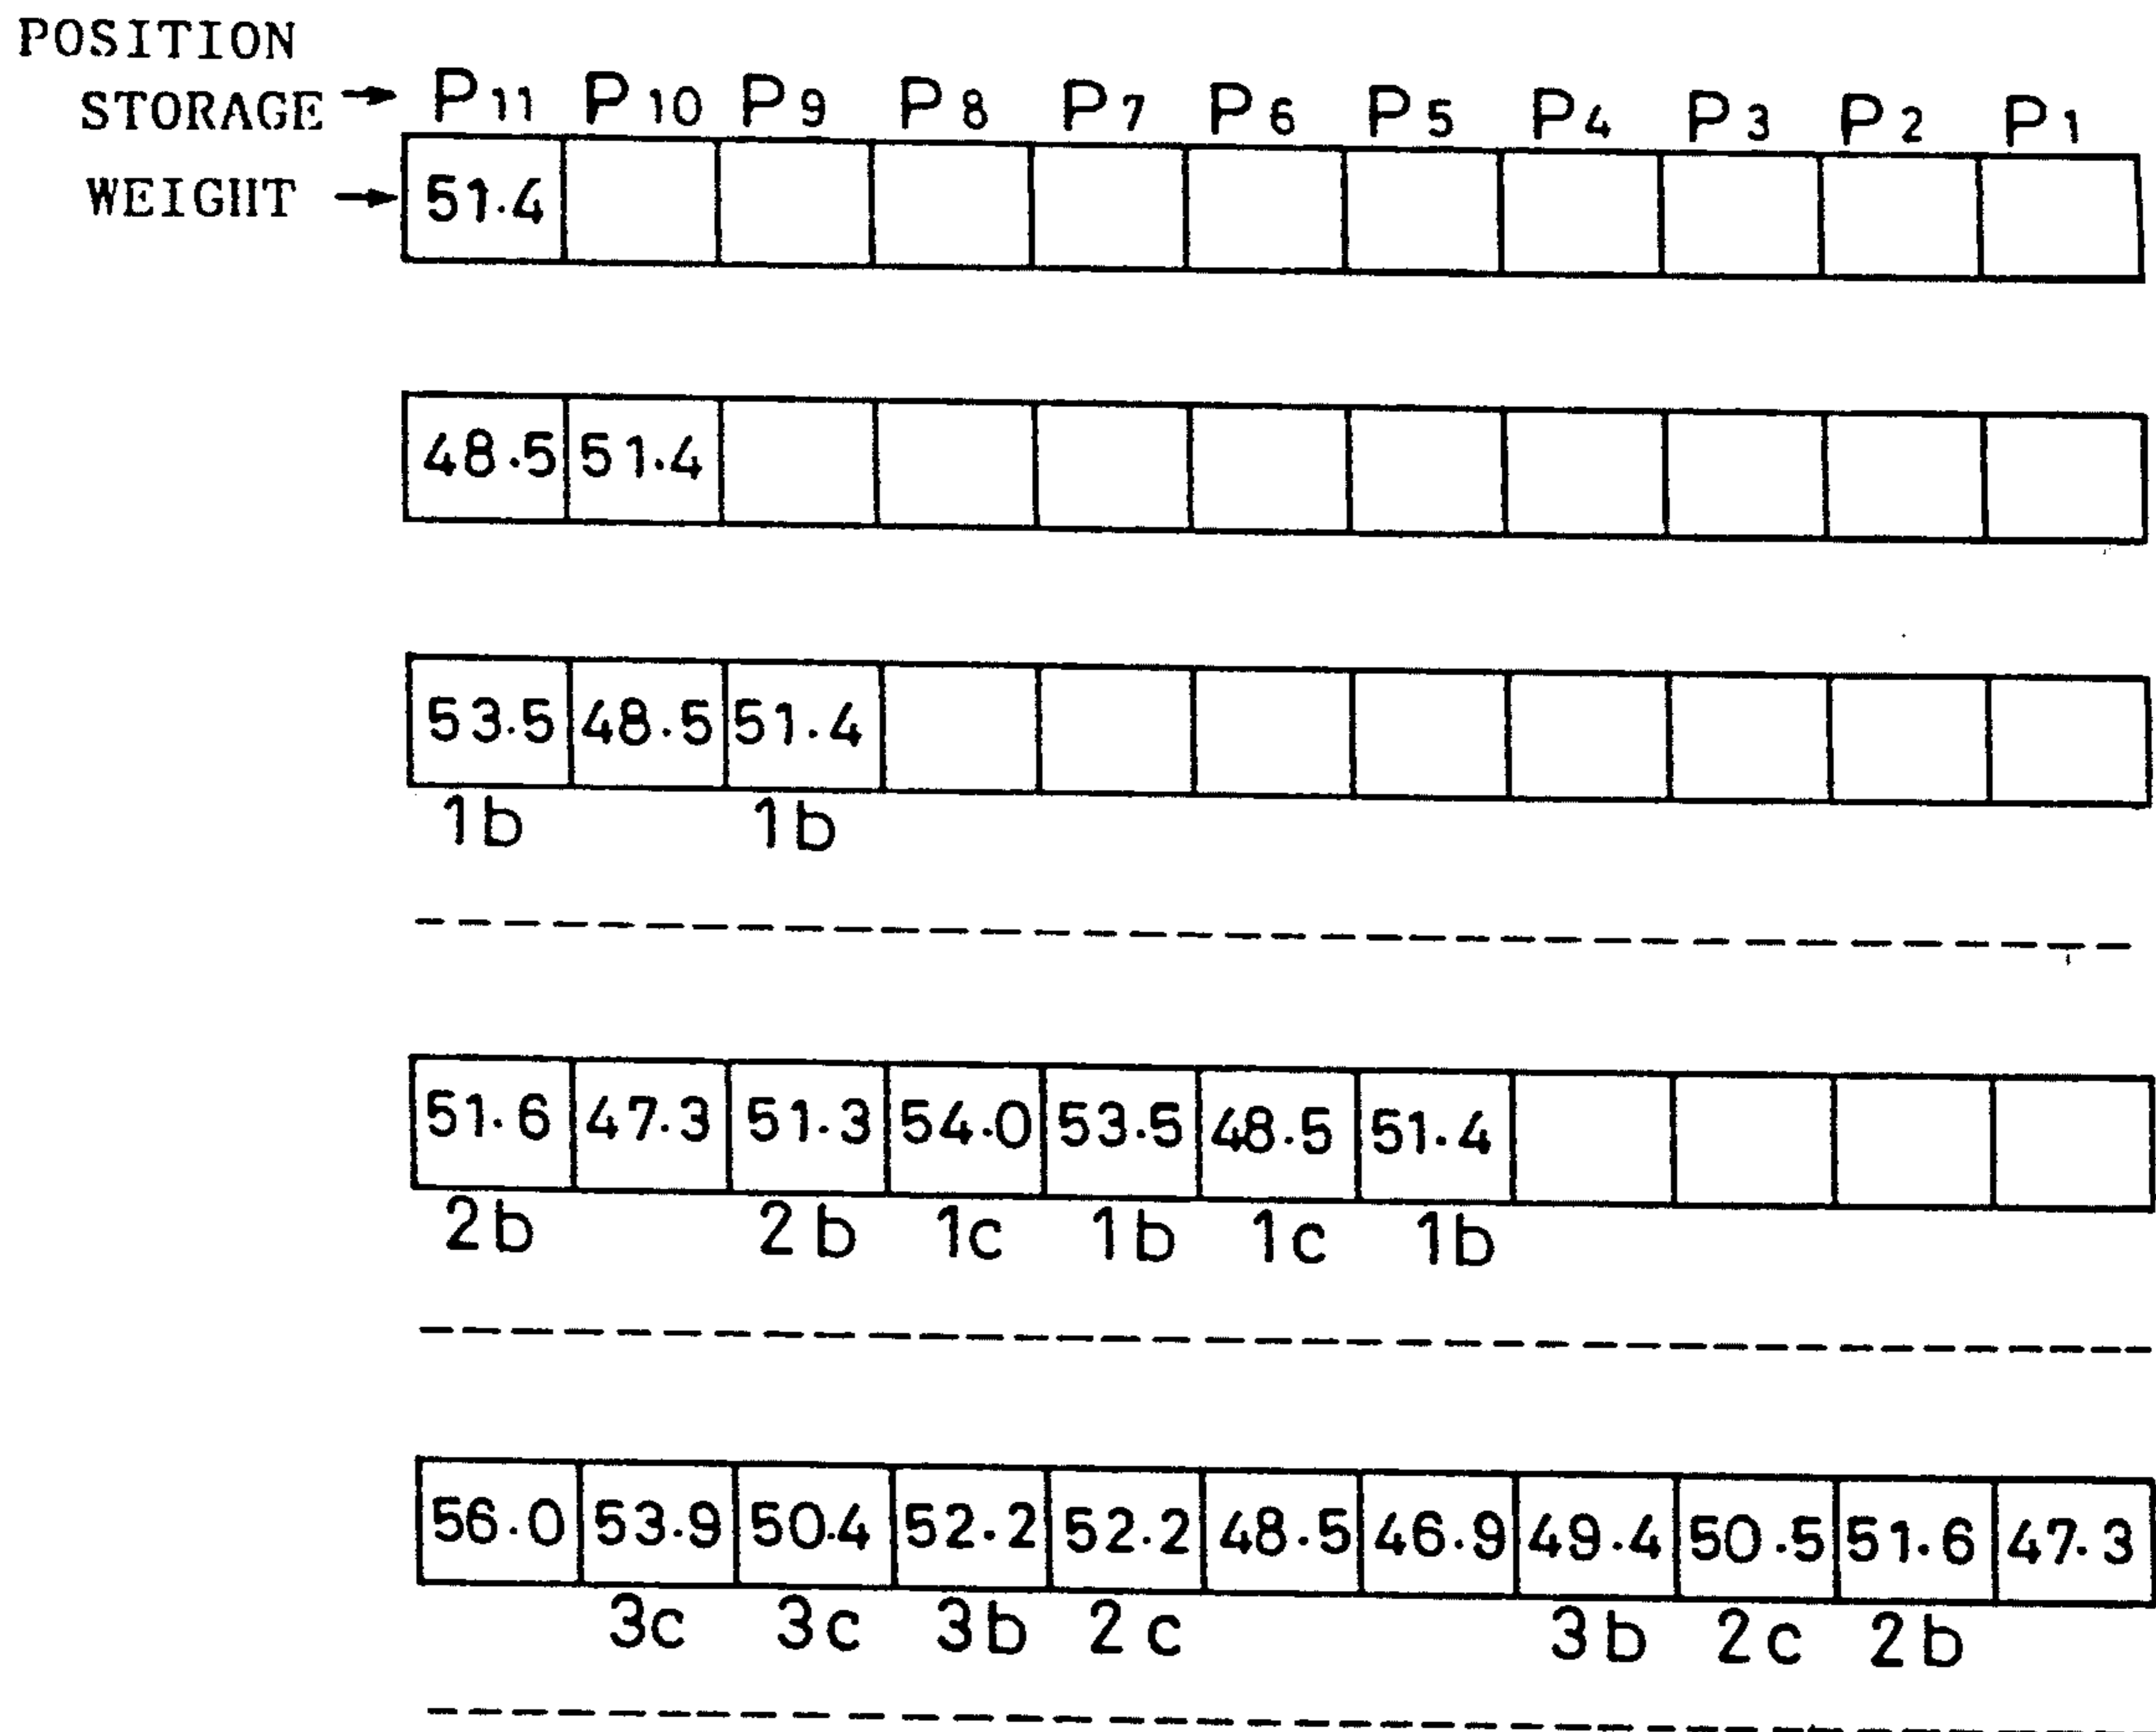 POSITION
STORAGE → P11 P10 P9 P8 P7 P6 P5 P4 P3 P2 P1
WEIGHT → 51.4
48.5 51.4
53.5 48.5 51.4
1b 1b
51.6 47.3 51.3 54.0 53.5 48.5 51.4
2b 2b 1c 1b 1c 1b
56.0 53.9 50.4 52.2 52.2 48.5 46.9 49.4 50.5 51.6 47.3
3c 3c 3b 2c 3b 2c 2b